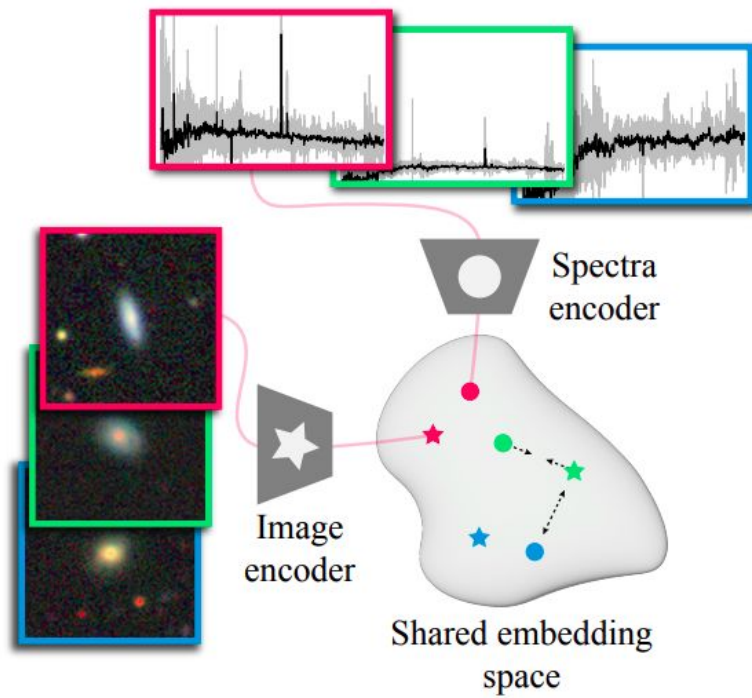 Spectra
encoder
Image
encoder
Shared embedding
space